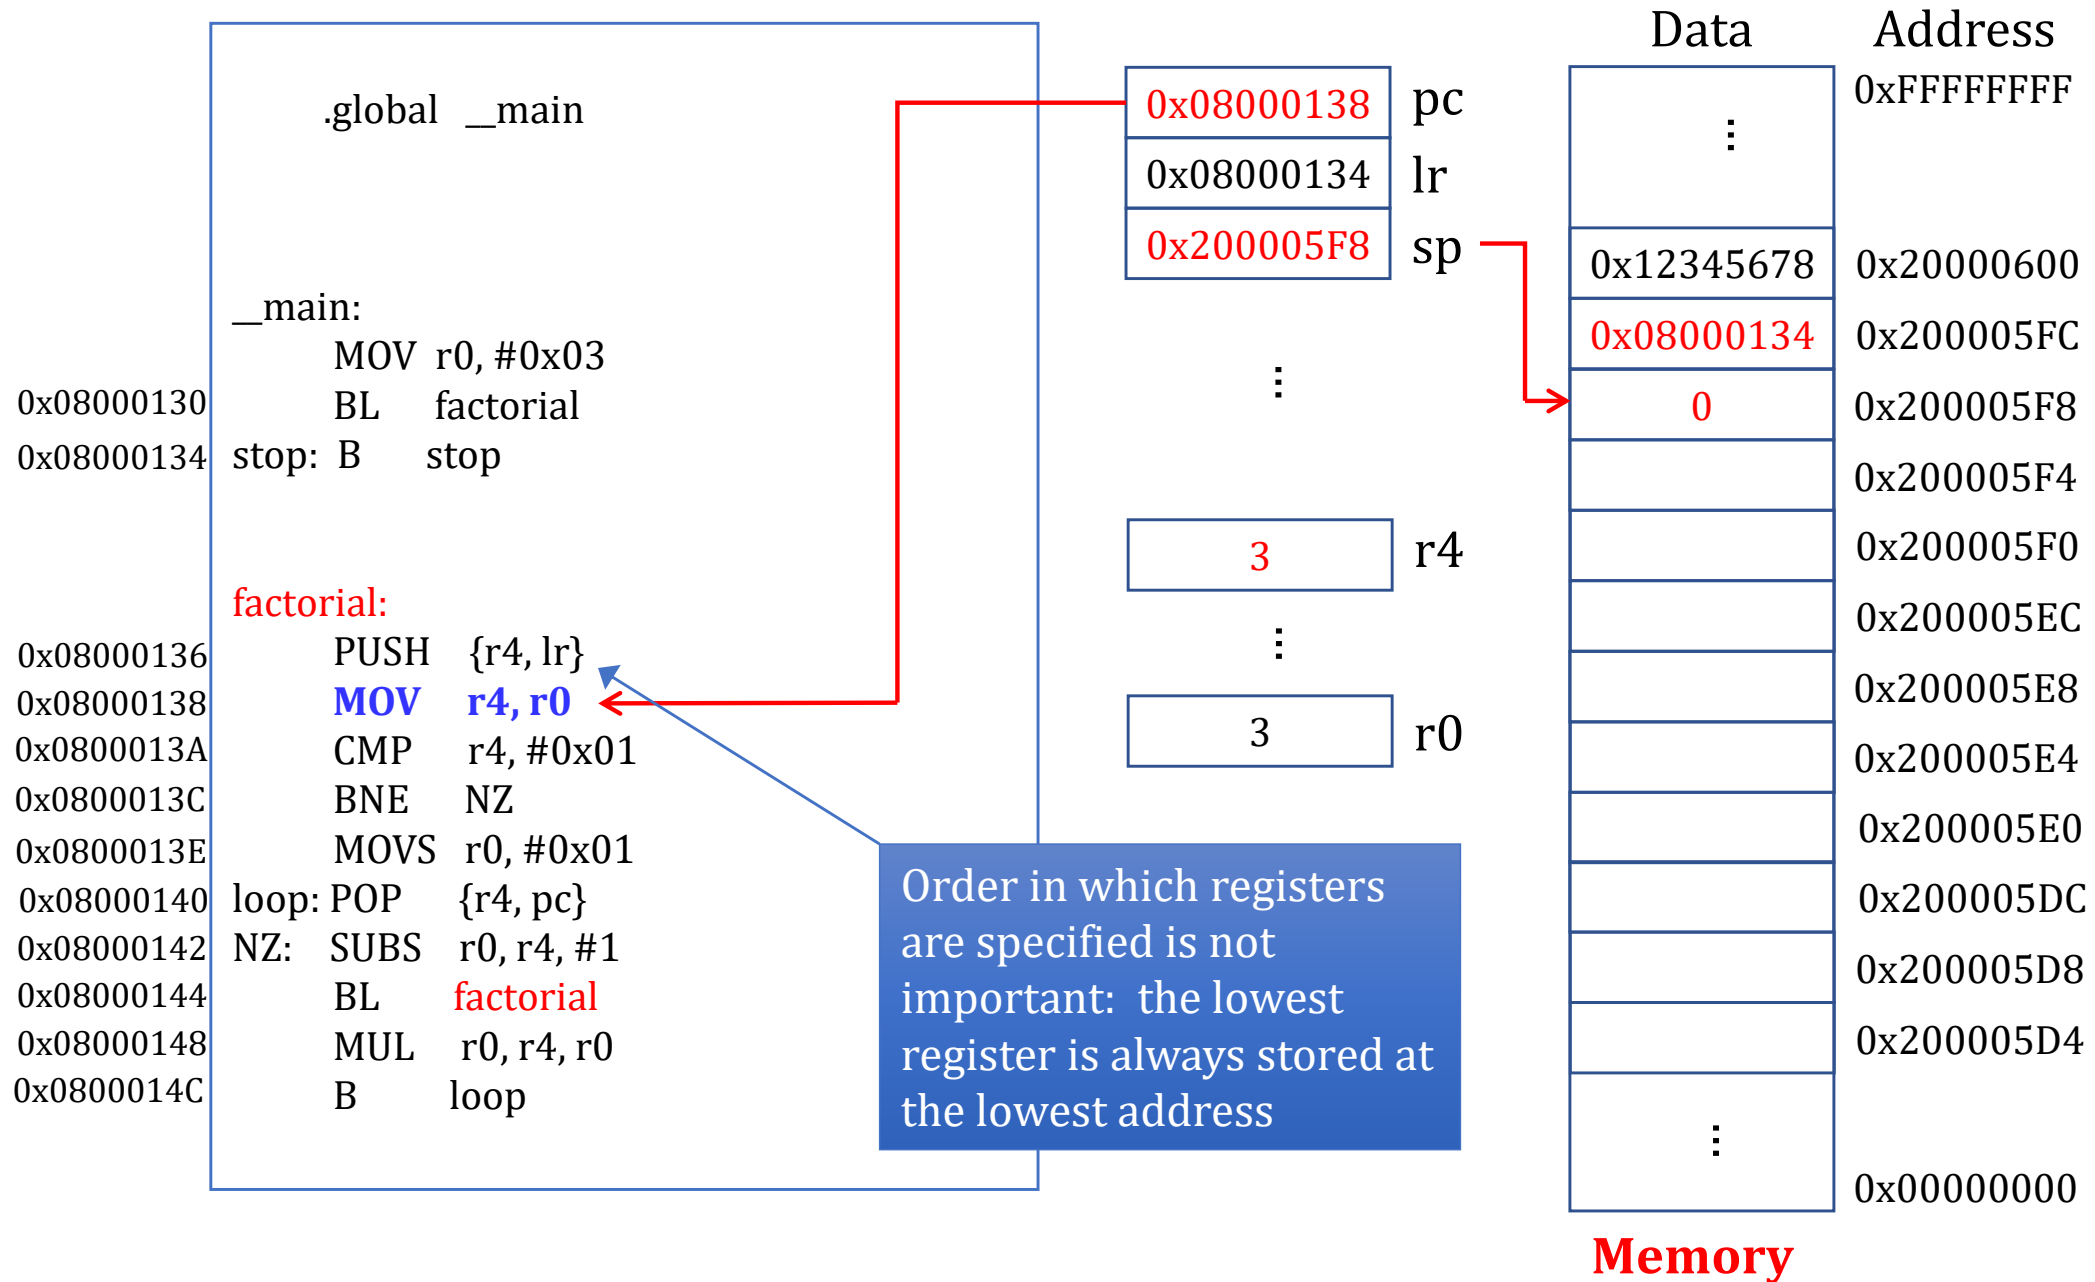 .global __main
__main:
MOV r0, #0x03
0x08000130 BL factorial
0x08000134 stop: B stop
factorial:
0x08000136 PUSH {r4, lr}
0x08000138 MOV r4, r0
0x0800013A CMP r4, #0x01
0x0800013C BNE NZ
0x0800013E MOVS r0, #0x01
0x08000140 loop: POP {r4, pc}
0x08000142 NZ: SUBS r0, r4, #1
0x08000144 BL factorial
0x08000148 MUL r0, r4, r0
0x0800014C B loop
0x08000138 pc
0x08000134 lr
0x200005F8 sp
...
3 r4
...
3 r0
Order in which registers
are specified is not
important: the lowest
register is always stored at
the lowest address
Data Address
0xFFFFFFFF
...
0x12345678 0x20000600
0x08000134 0x200005FC
0 0x200005F8
0x200005F4
0x200005F0
0x200005EC
0x200005E8
0x200005E4
0x200005E0
0x200005DC
0x200005D8
0x200005D4
...
0x00000000
Memory